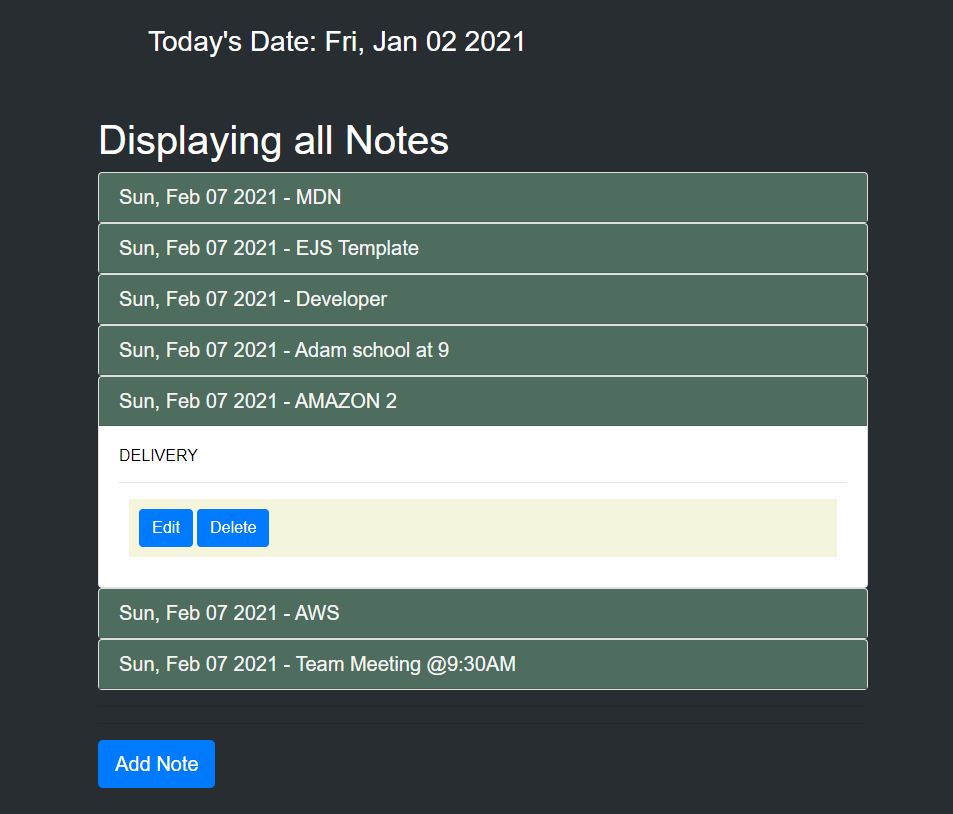 Today's Date: Fri, Jan 02 2021
Displaying all Notes
Sun, Feb 07 2021 - MDN
Sun, Feb 07 2021 - EJS Template
Sun, Feb 07 2021 - Developer
Sun, Feb 07 2021 - Adam school at 9
Sun, Feb 07 2021 - AMAZON 2
DELIVERY
Edit Delete
Sun, Feb 07 2021 - AWS
Sun, Feb 07 2021 - Team Meeting @9:30AM
Add Note